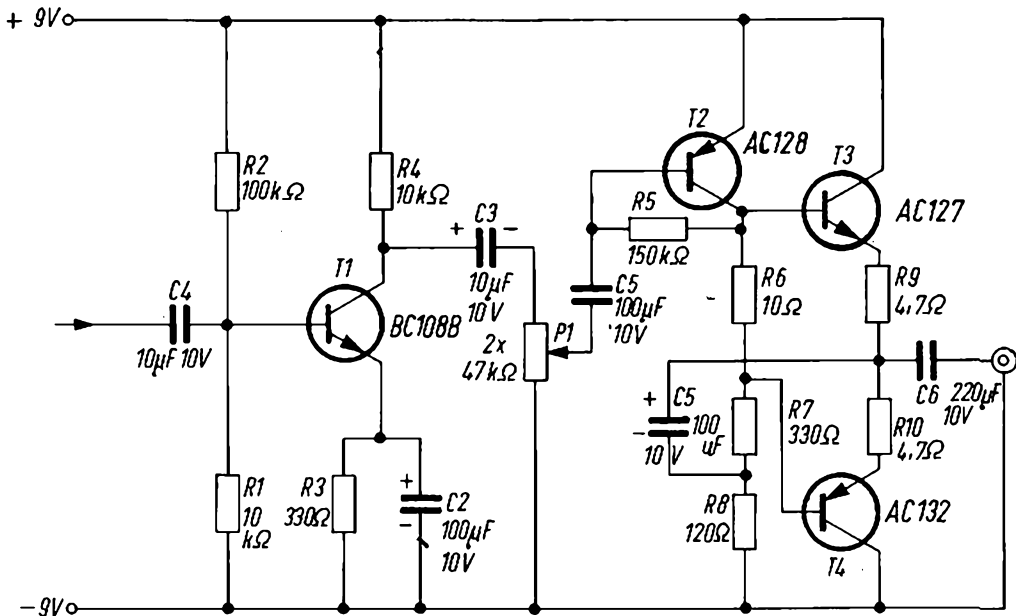 + 9V
R2
100kΩ
R4
10kΩ
C3
+ −
10µF
10V
T1
BC108B
C4
10µF 10V
P1
2x
47kΩ
R1
10
kΩ
R3
330Ω
+
−
C2
100µF
10V
T2
AC128
T3
AC127
R5
150kΩ
C5
100µF
10V
R6
10Ω
R9
4,7Ω
+
C5
100
uF
−
10 V
R7
330Ω
C6
220µF
10V
R10
4,7Ω
R8
120Ω
AC132
T4
−9V